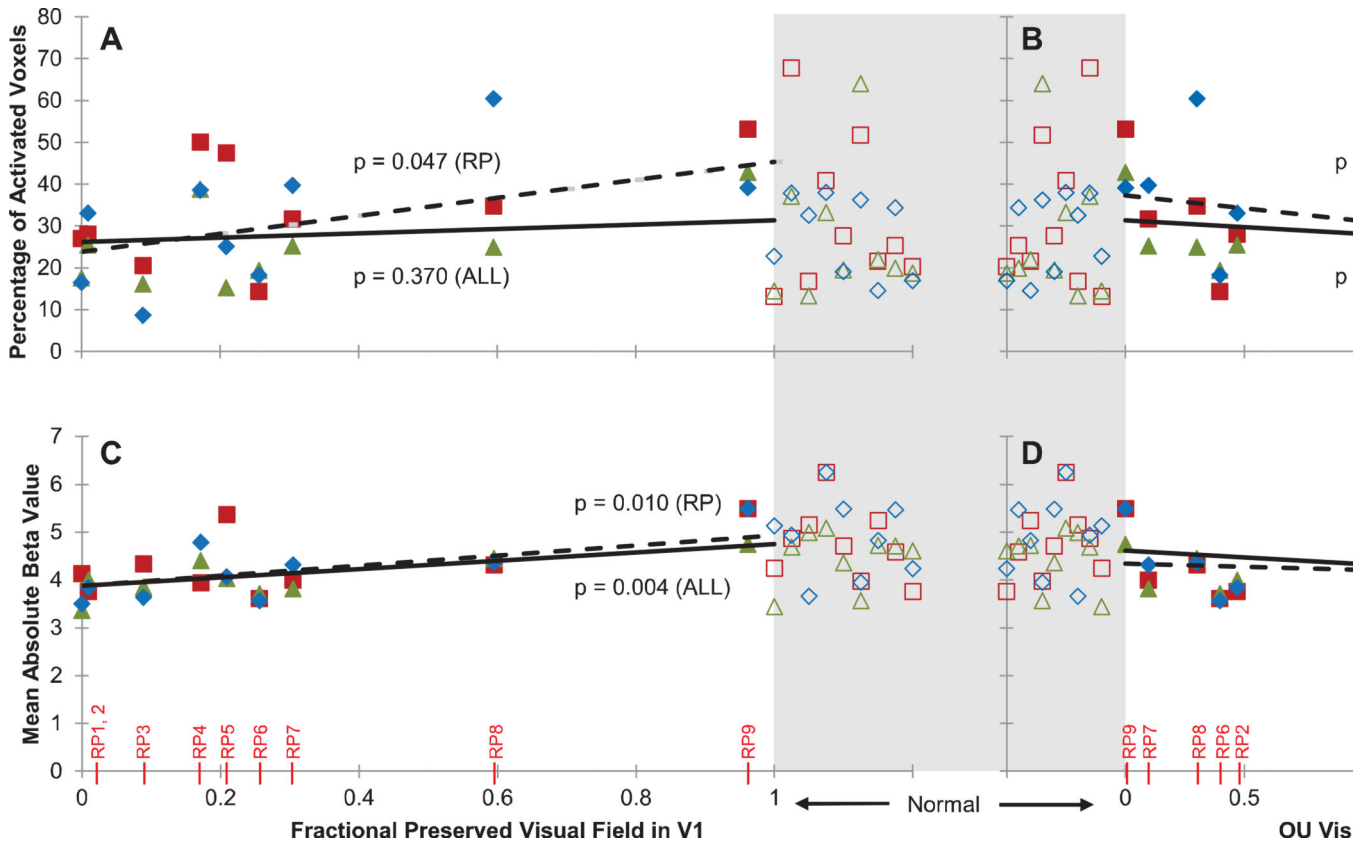 A
B
Percentage of Activated Voxels
80
70
60
50
40
30
20
10
0
p = 0.047 (RP)
p = 0.370 (ALL)
p
p
C
D
Mean Absolute Beta Value
7
6
5
4
3
2
1
0
p = 0.010 (RP)
p = 0.004 (ALL)
RP1, 2
RP3
RP4
RP5
RP6
RP7
RP8
RP9
RP9
RP7
RP8
RP6
RP2
0 0.2 0.4 0.6 0.8 1 Normal 0 0.5
Fractional Preserved Visual Field in V1
OU Vis